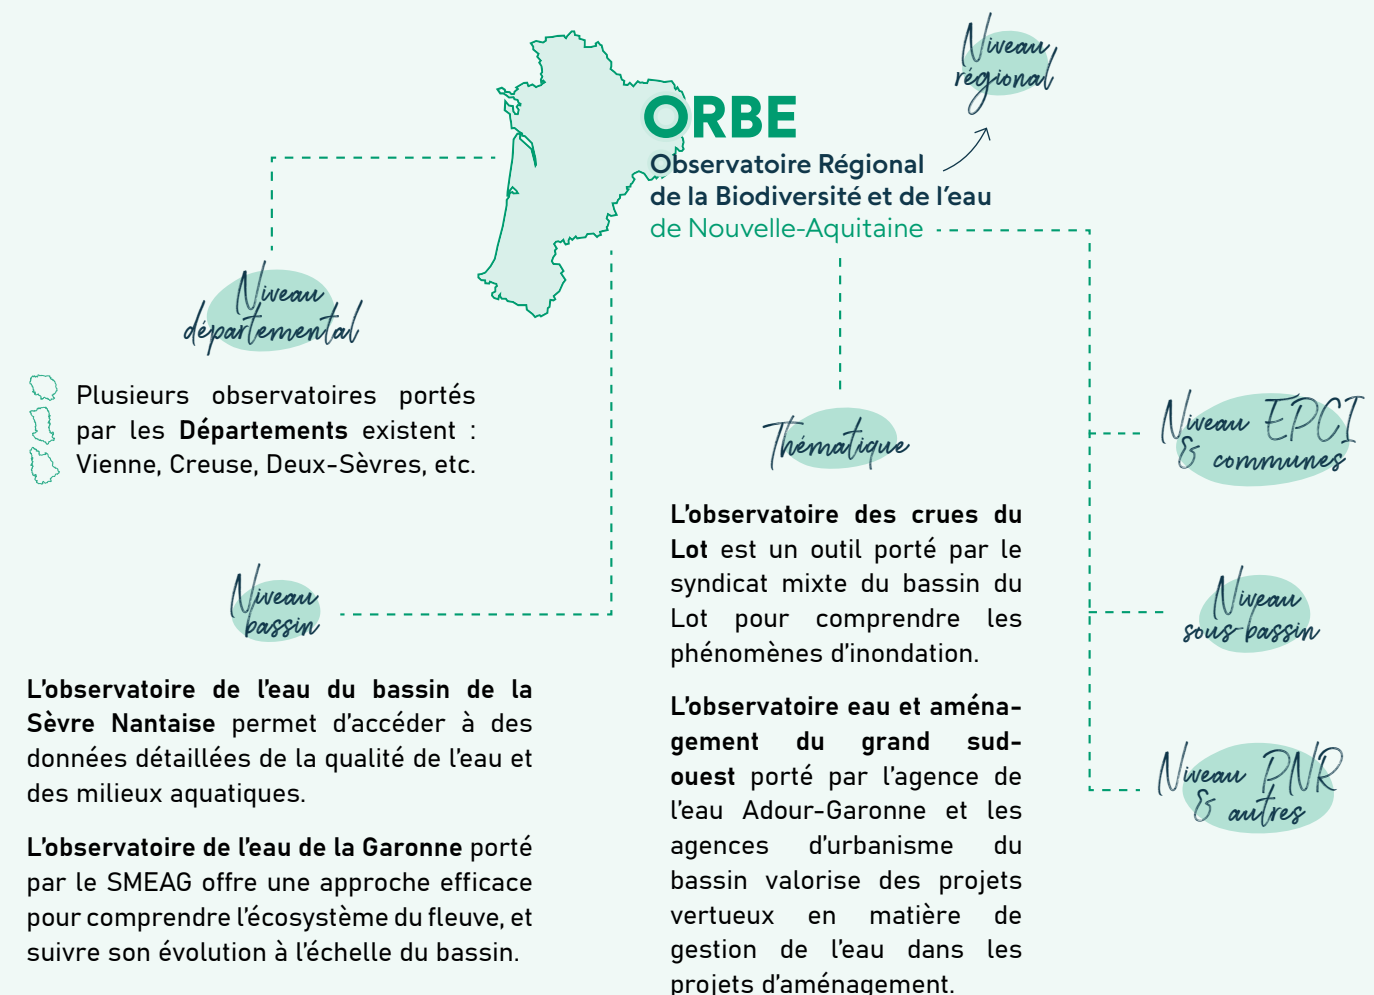 Niveau
régional
ORBE
Observatoire Régional
de la Biodiversité et de l'eau
de Nouvelle-Aquitaine
Niveau
départemental
Plusieurs observatoires portés
par les Départements existent :
Vienne, Creuse, Deux-Sèvres, etc.
Niveau
bassin
L'observatoire de l'eau du bassin de la
Sèvre Nantaise permet d'accéder à des
données détaillées de la qualité de l'eau et
des milieux aquatiques.
L'observatoire de l'eau de la Garonne porté
par le SMEAG offre une approche efficace
pour comprendre l'écosystème du fleuve, et
suivre son évolution à l'échelle du bassin.
Thématique
L'observatoire des crues du
Lot est un outil porté par le
syndicat mixte du bassin du
Lot pour comprendre les
phénomènes d'inondation.
L'observatoire eau et aména-
gement du grand sud-
ouest porté par l'agence de
l'eau Adour-Garonne et les
agences d'urbanisme du
bassin valorise des projets
vertueux en matière de
gestion de l'eau dans les
projets d'aménagement.
Niveau EPCI
& communes
Niveau
sous-bassin
Niveau PNR
& autres